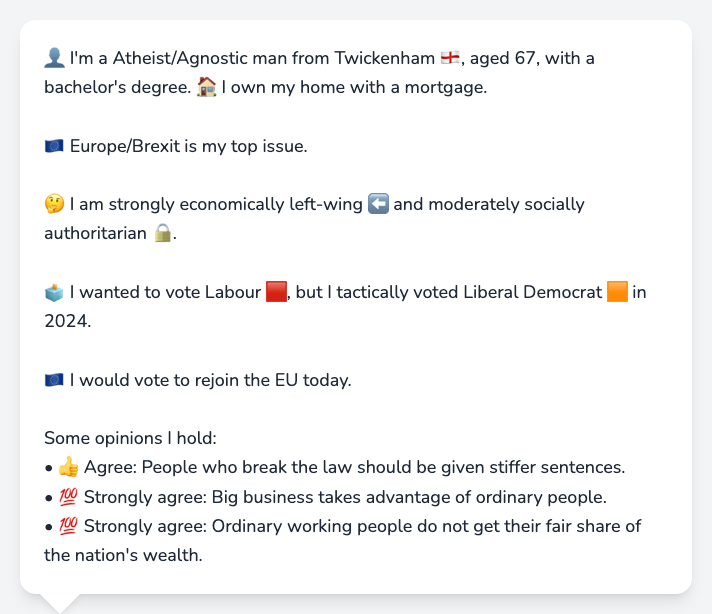 👤 I'm a Atheist/Agnostic man from Twickenham 🏴󠁧󠁢󠁥󠁮󠁧󠁿, aged 67, with a
bachelor's degree. 🏠 I own my home with a mortgage.
🇪🇺 Europe/Brexit is my top issue.
🤔 I am strongly economically left-wing ⬅️ and moderately socially
authoritarian 🔒.
🗳️ I wanted to vote Labour 🟥, but I tactically voted Liberal Democrat 🟧 in
2024.
🇪🇺 I would vote to rejoin the EU today.
Some opinions I hold:
• 👍 Agree: People who break the law should be given stiffer sentences.
• 💯 Strongly agree: Big business takes advantage of ordinary people.
• 💯 Strongly agree: Ordinary working people do not get their fair share of
the nation's wealth.